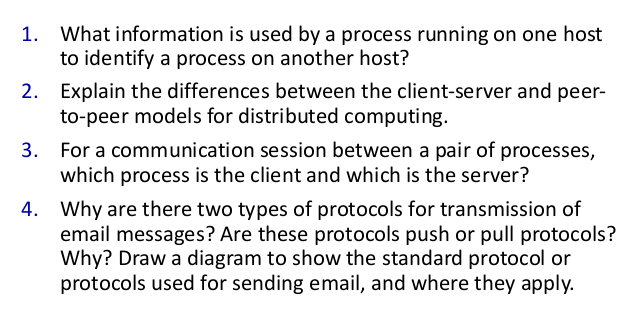 1. What information is used by a process running on one host
to identify a process on another host?
2. Explain the differences between the client-server and peer-
to-peer models for distributed computing.
3. For a communication session between a pair of processes,
which process is the client and which is the server?
4. Why are there two types of protocols for transmission of
email messages? Are these protocols push or pull protocols?
Why? Draw a diagram to show the standard protocol or
protocols used for sending email, and where they apply.